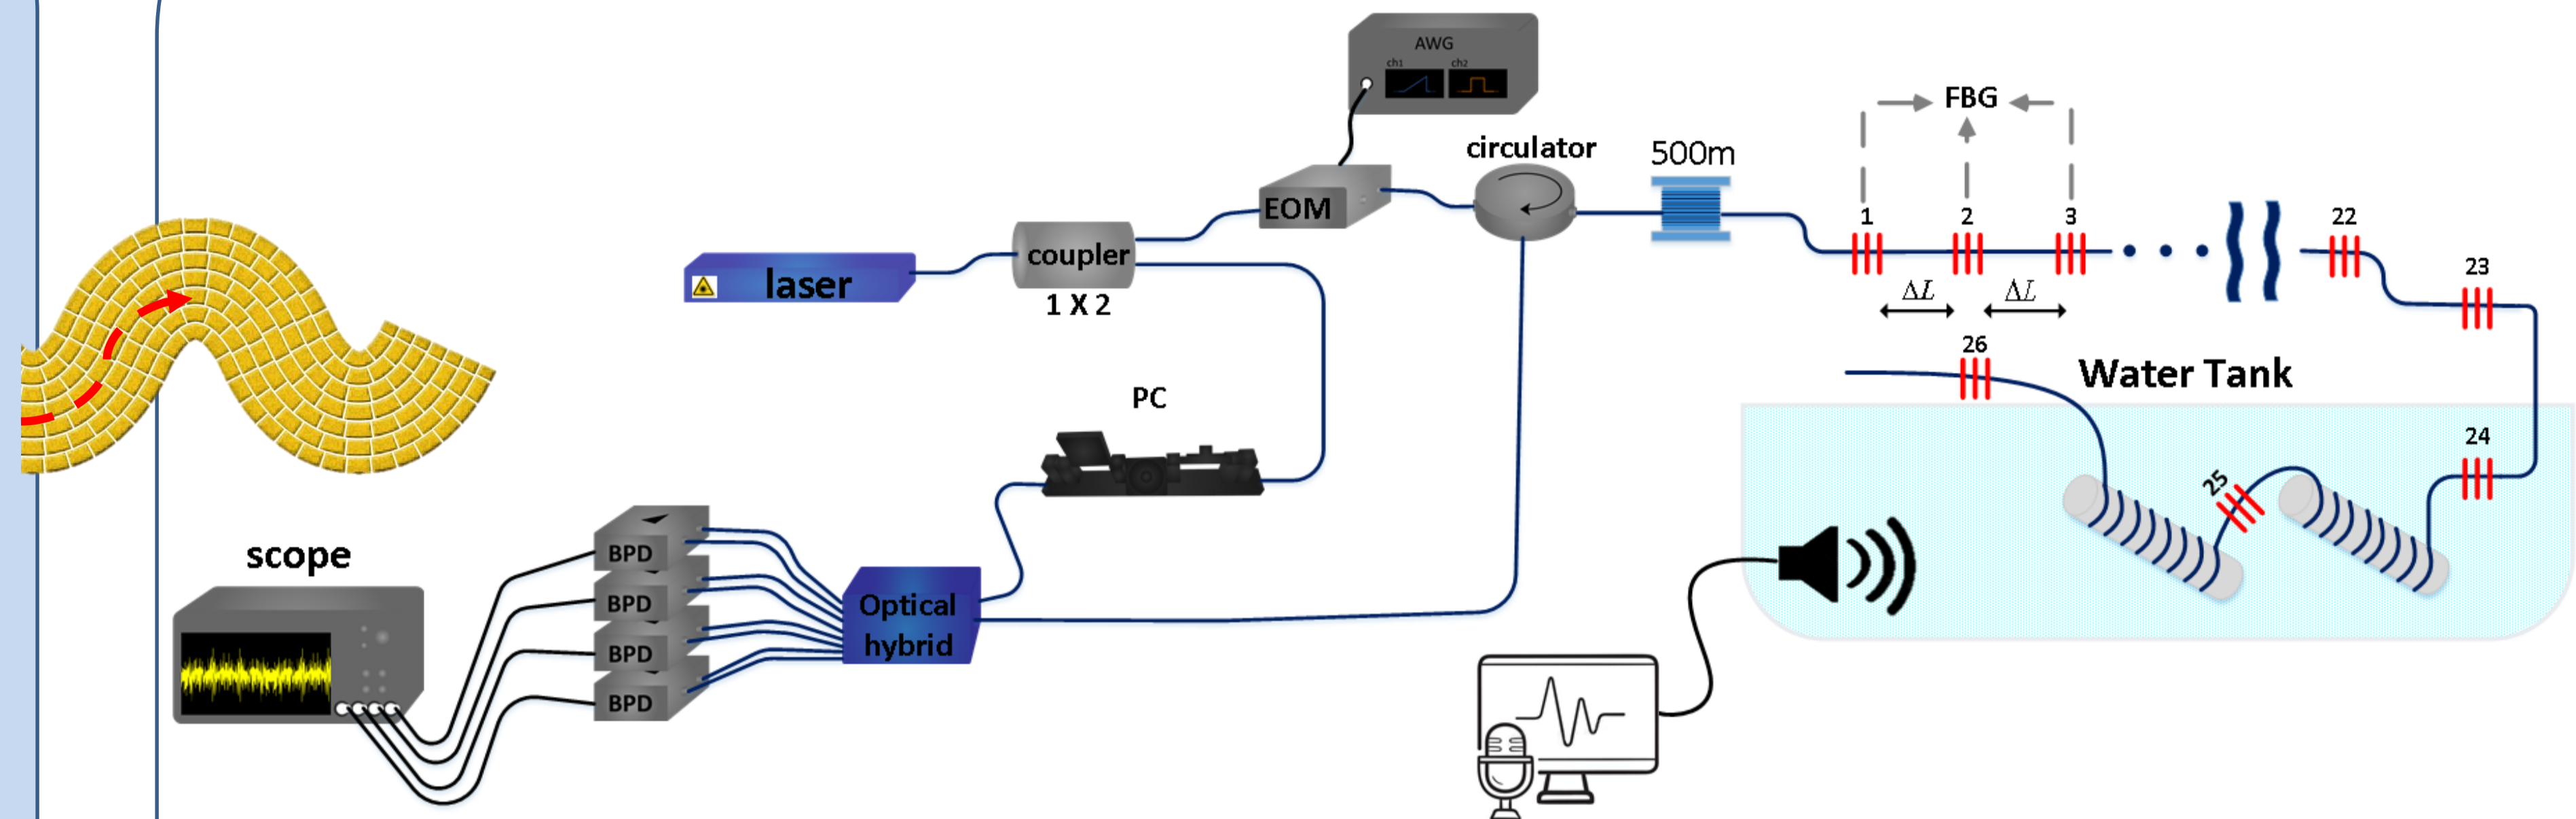 AWG
ch1
ch2
circulator
500m
FBG
1
2
3
22
23
ΔL
ΔL
EOM
coupler
1 X 2
laser
26
Water Tank
PC
24
25
scope
BPD
BPD
BPD
BPD
Optical
hybrid